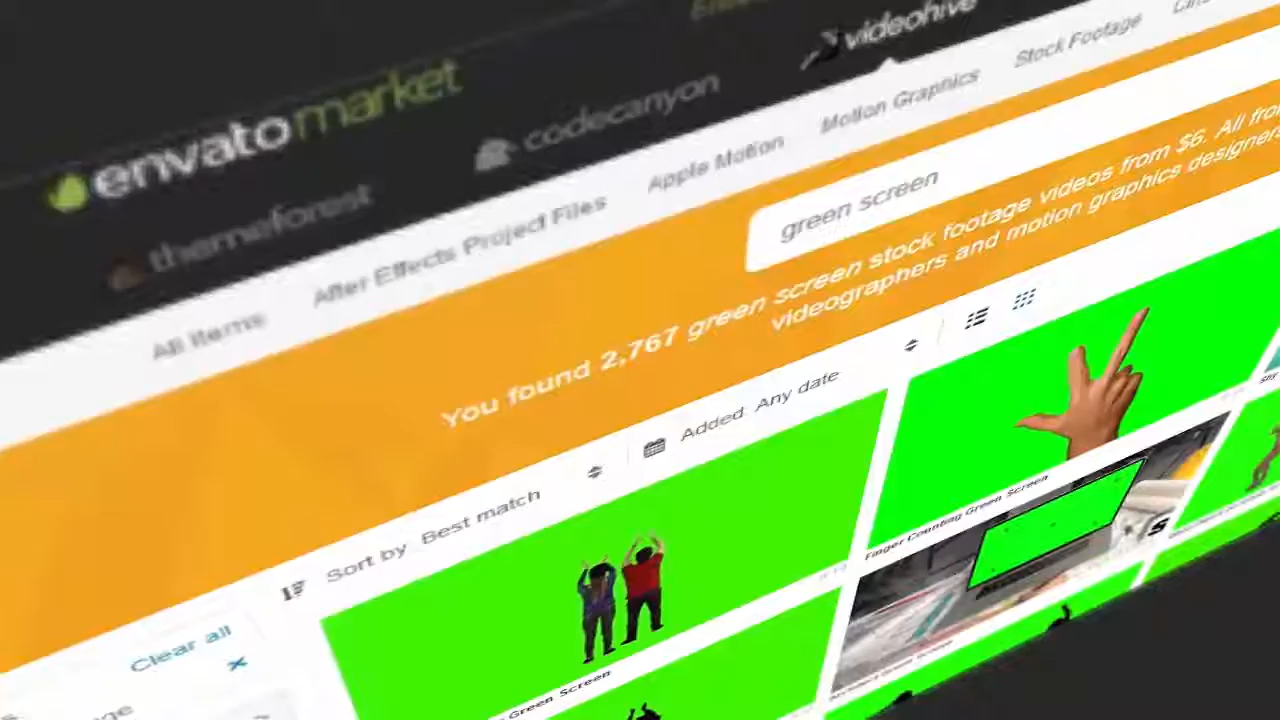 envatomarket
themeforest
codecanyon
videohive
All Items
After Effects Project Files
Apple Motion
Motion Graphics
Stock Footage
green screen
You found 2,767 green screen stock footage videos from $6. All from
videographers and motion graphics designers
Sort by Best match
Added: Any date
Clear all
Finger Counting Green Screen
Green Screen